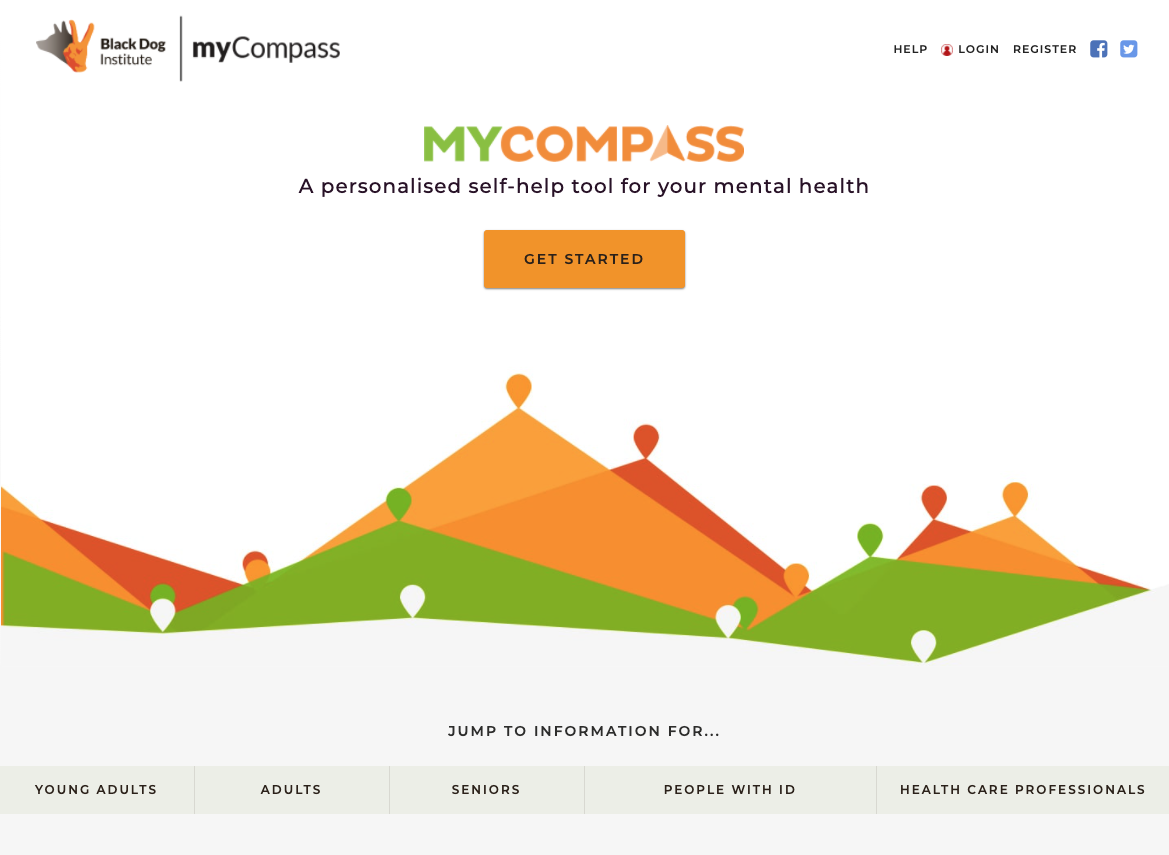 Black Dog
Institute
myCompass
HELP LOGIN REGISTER
MYCOMPASS
A personalised self-help tool for your mental health
GET STARTED
JUMP TO INFORMATION FOR...
YOUNG ADULTS ADULTS SENIORS PEOPLE WITH ID HEALTH CARE PROFESSIONALS